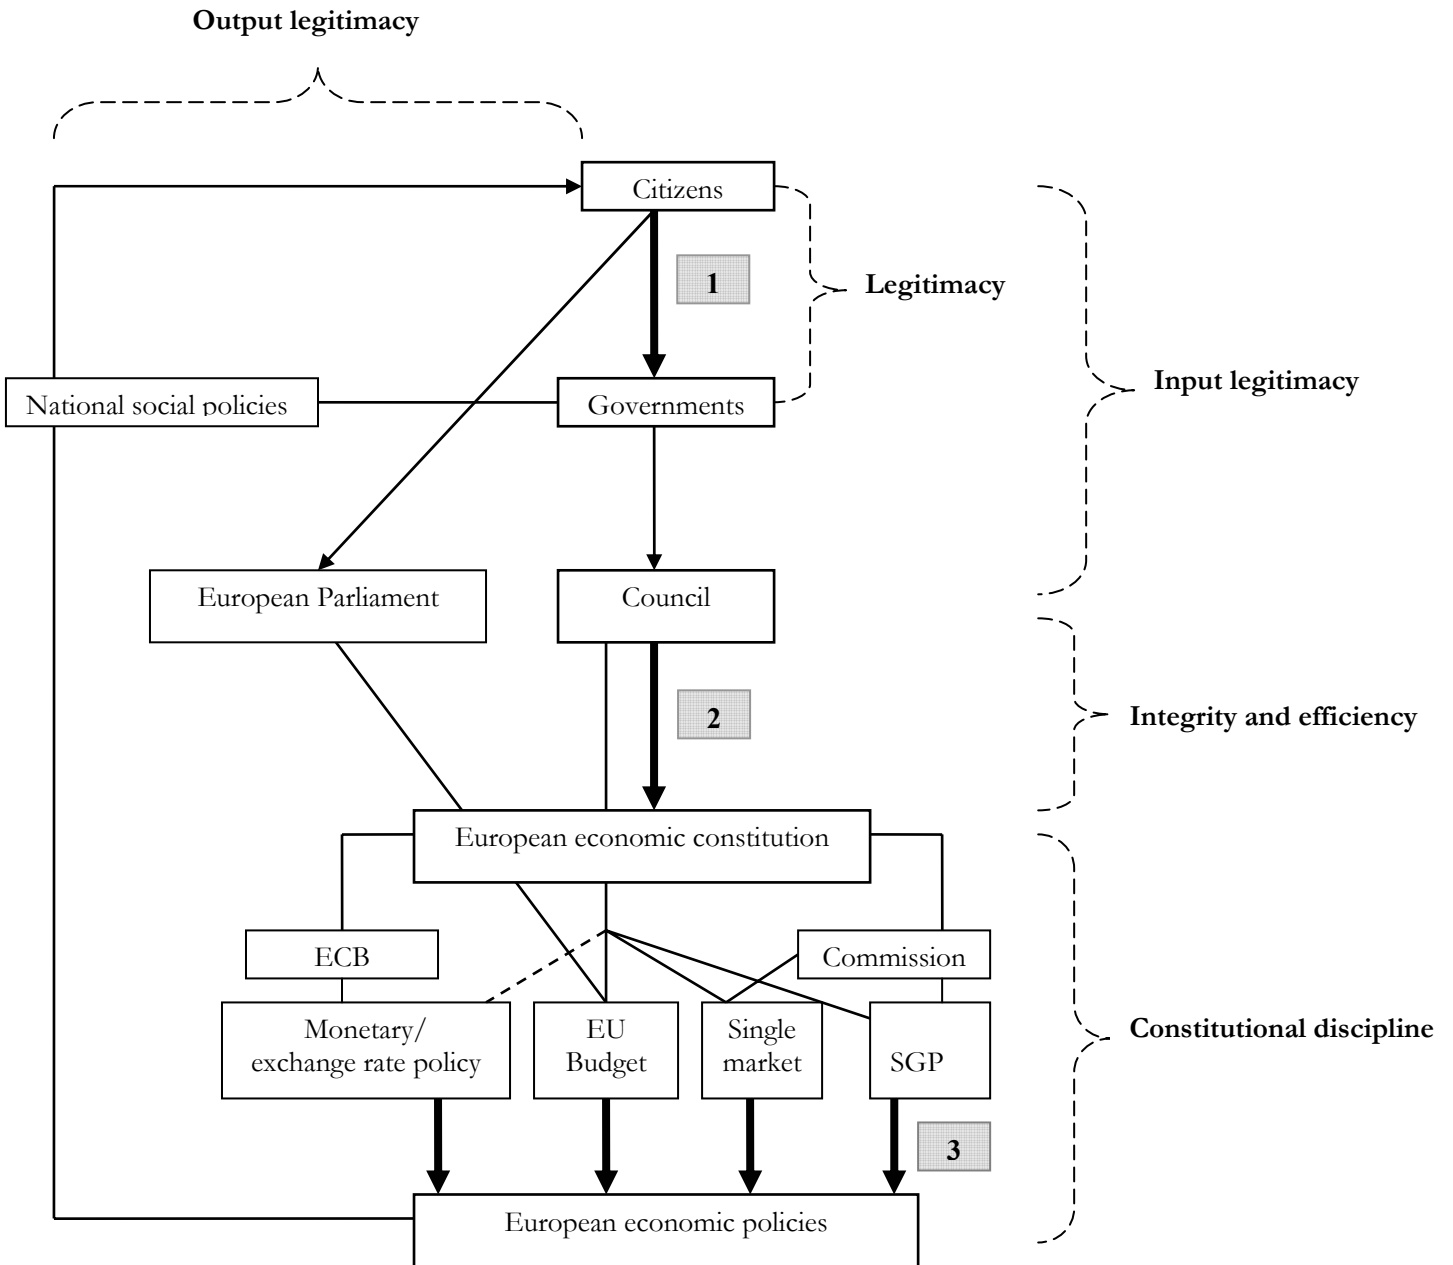 Output legitimacy
Citizens
1
Legitimacy
Input legitimacy
National social policies
Governments
European Parliament
Council
2
Integrity and efficiency
European economic constitution
ECB
Commission
Monetary/
exchange rate policy
EU
Budget
Single
market
SGP
Constitutional discipline
3
European economic policies